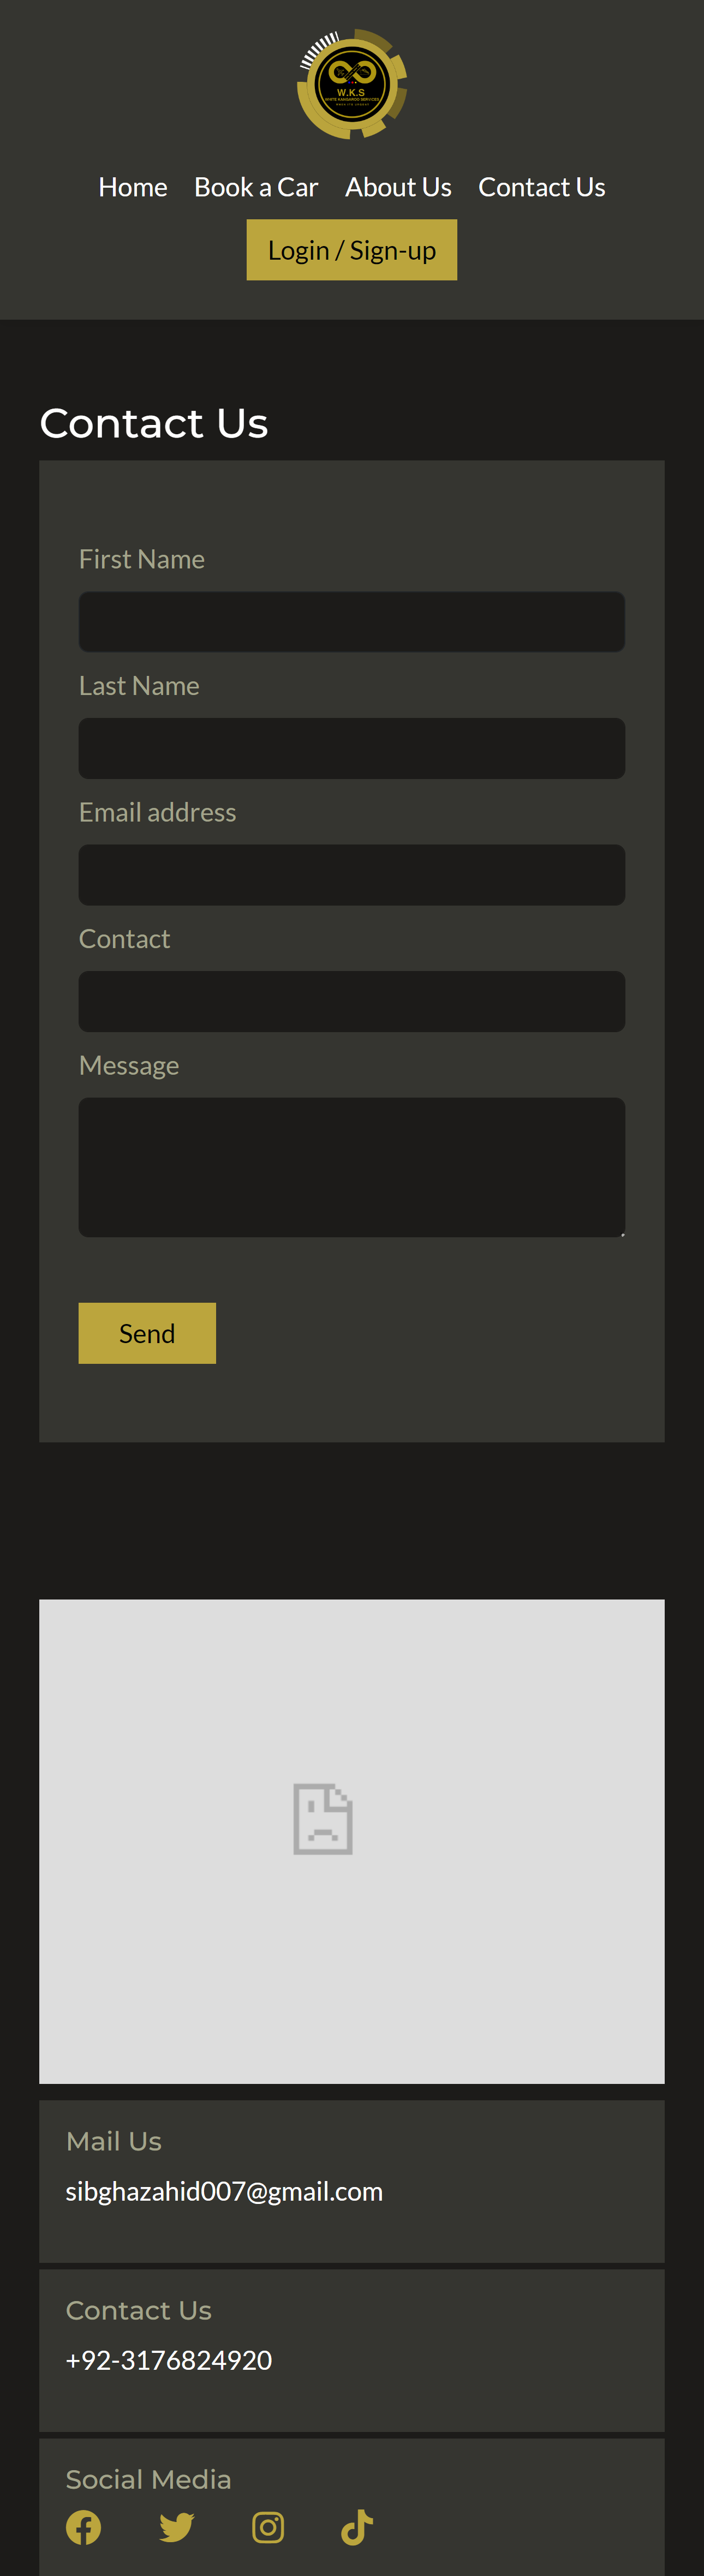 W.K.S
WHITE KANGAROO SERVICES
Home Book a Car About Us Contact Us
Login / Sign-up
Contact Us
First Name
Last Name
Email address
Contact
Message
Send
Mail Us
sibghazahid007@gmail.com
Contact Us
+92-3176824920
Social Media